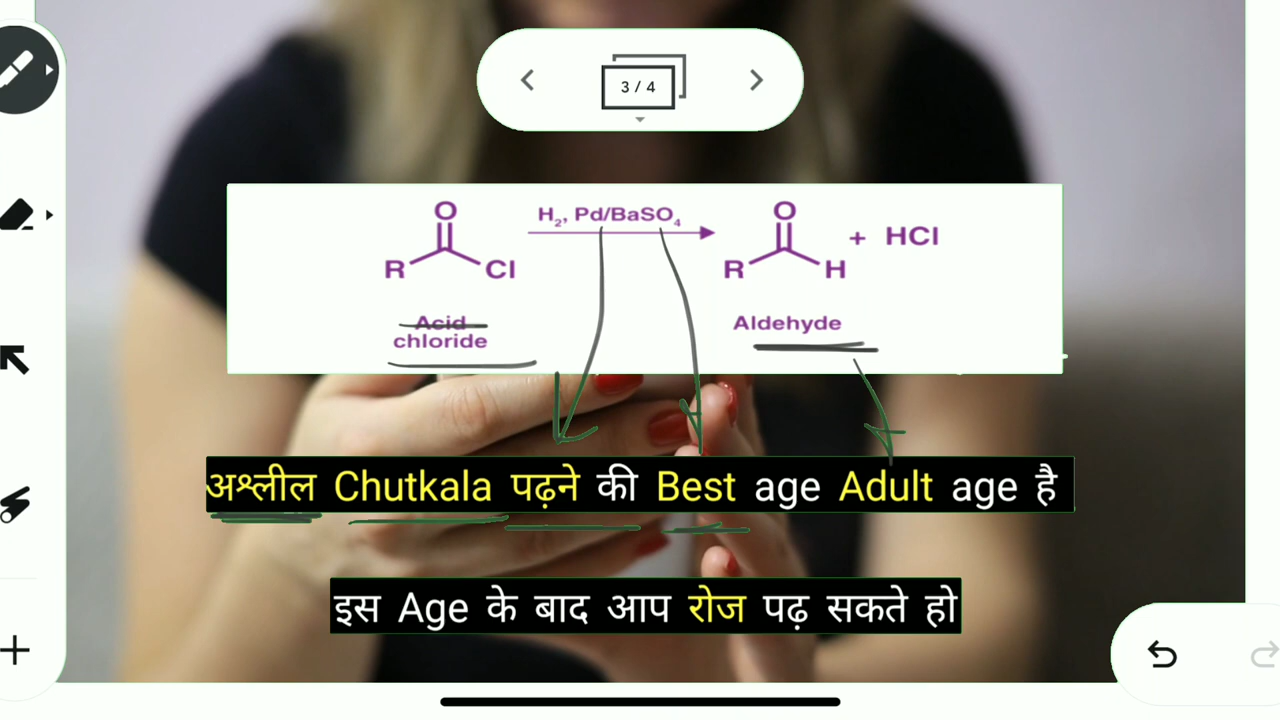 3 / 4
H₂, Pd/BaSO₄
O O
R Cl R H + HCl
Acid Aldehyde
chloride
अश्लील Chutkala पढ़ने की Best age Adult age है
इस Age के बाद आप रोज पढ़ सकते हो